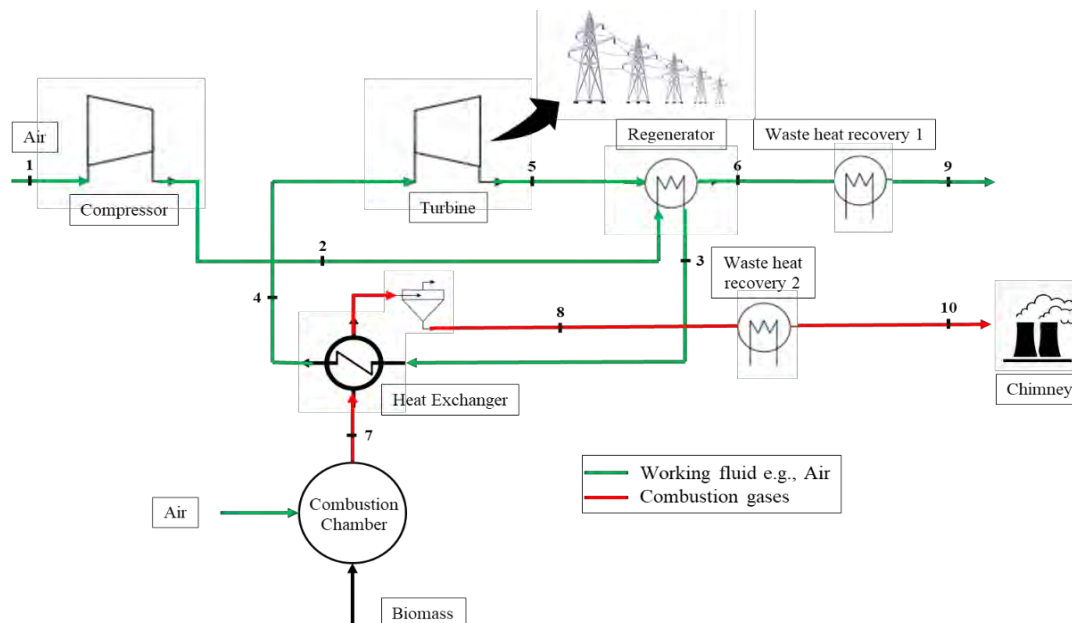 Regenerator
Waste heat recovery 1
Air
1
5
6
9
Compressor
Turbine
2
3
Waste heat
recovery 2
4
8
10
Heat Exchanger
Chimney
7
Working fluid e.g., Air
Combustion gases
Air
Combustion
Chamber
Biomass